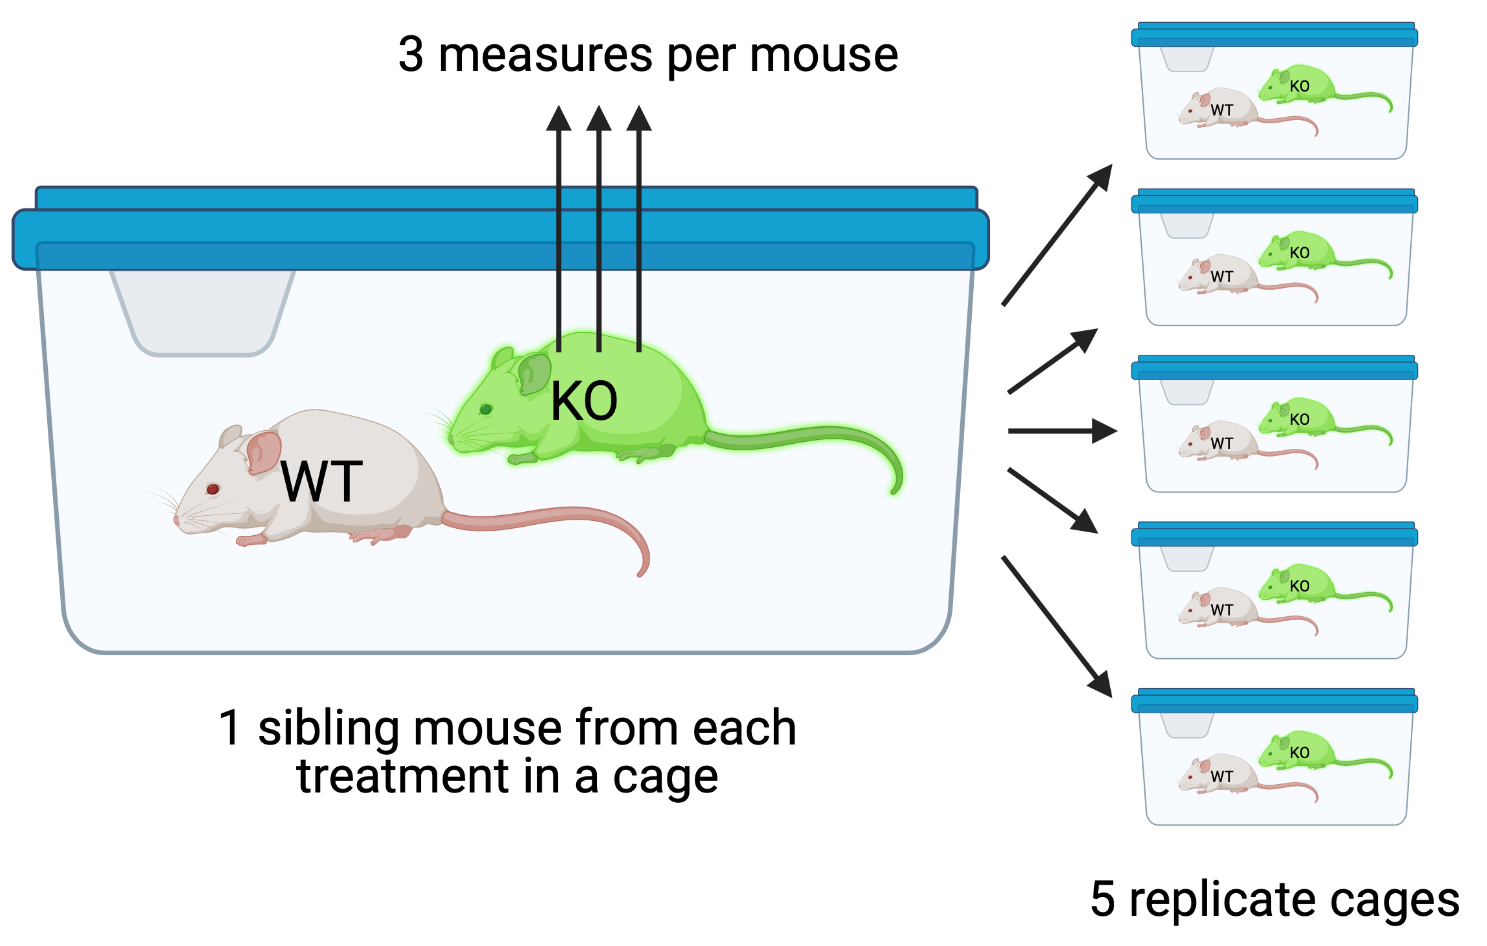 3 measures per mouse
KO
WT
1 sibling mouse from each
treatment in a cage
KO
WT
KO
WT
KO
WT
KO
WT
KO
WT
5 replicate cages